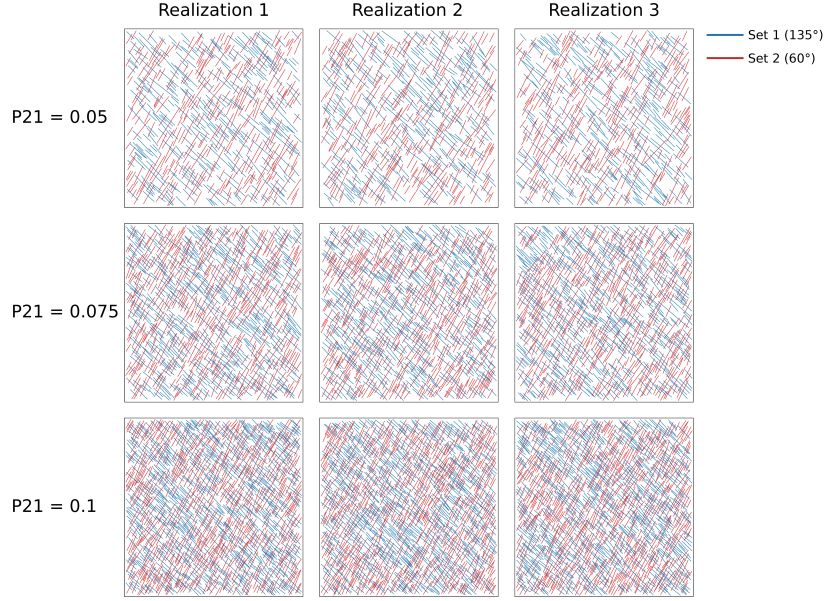 Realization 1
Realization 2
Realization 3
Set 1 (135°)
Set 2 (60°)
P21 = 0.05
P21 = 0.075
P21 = 0.1